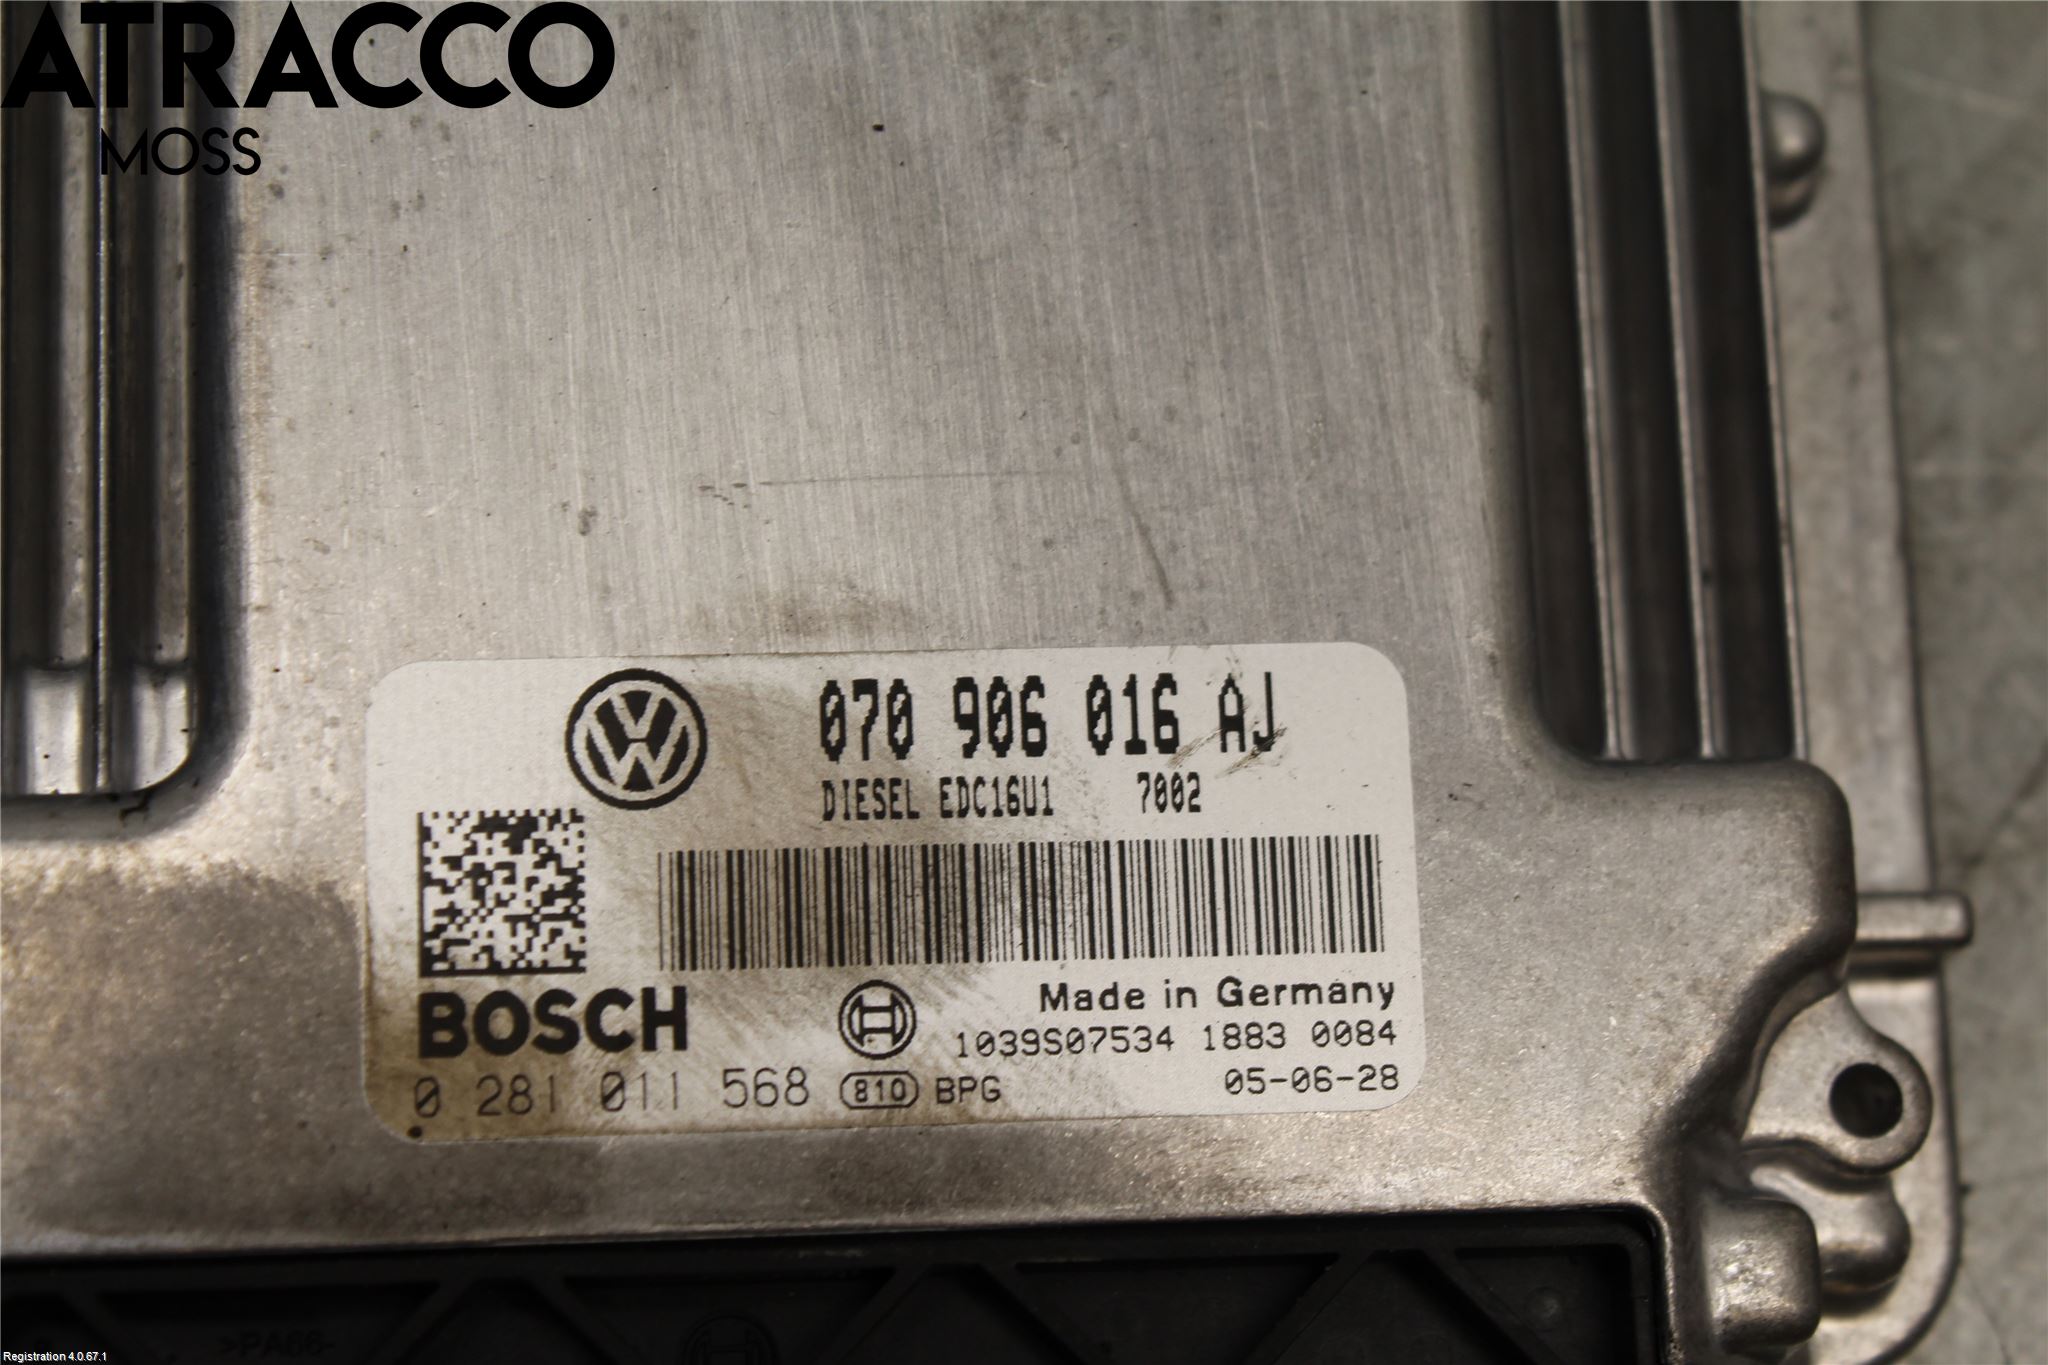 ATRACCO
MOSS
070 906 016 AJ
DIESEL EDC16U1 7002
BOSCH
Made in Germany
1039S07534 1883 0084
0 281 011 568 810 BPG 05-06-28
>PA66-
Registration 4.0.67.1